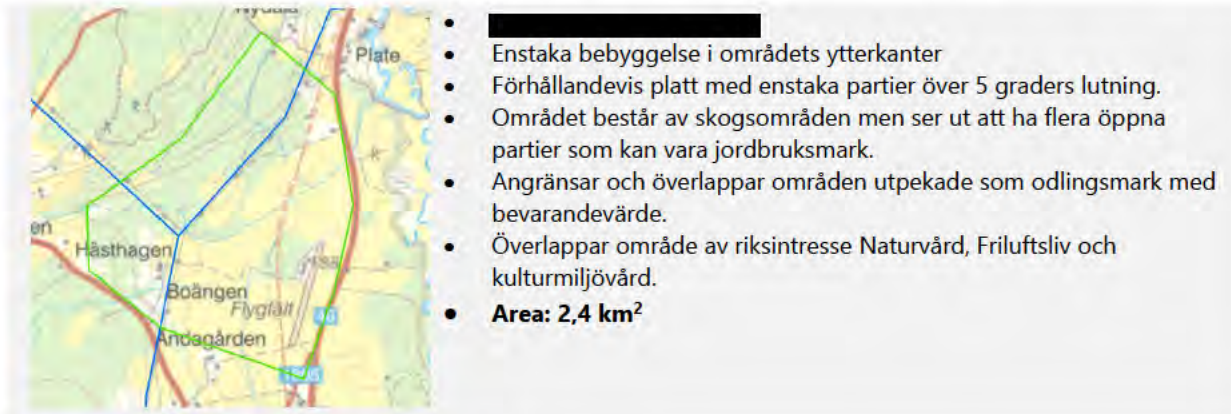 Plate
Hästhagen
Boängen
Flygfält
Andagården
• Enstaka bebyggelse i områdets ytterkanter
• Förhållandevis platt med enstaka partier över 5 graders lutning.
• Området består av skogsområden men ser ut att ha flera öppna
partier som kan vara jordbruksmark.
• Angränsar och överlappar områden utpekade som odlingsmark med
bevarandevärde.
• Överlappar område av riksintresse Naturvård, Friluftsliv och
kulturmiljövård.
• Area: 2,4 km²